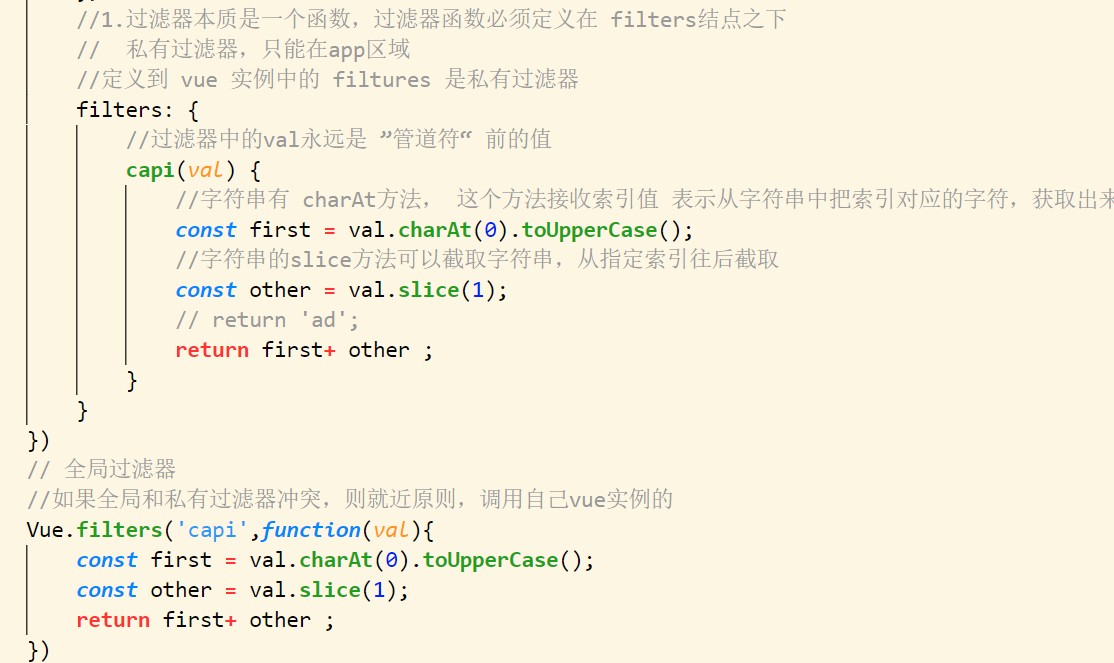 //1.过滤器本质是一个函数，过滤器函数必须定义在 filters结点之下
//  私有过滤器，只能在app区域
//定义到 vue 实例中的 filtures 是私有过滤器
filters: {
//过滤器中的val永远是 ”管道符“ 前的值
capi(val) {
//字符串有 charAt方法， 这个方法接收索引值 表示从字符串中把索引对应的字符，获取出来
const first = val.charAt(0).toUpperCase();
//字符串的slice方法可以截取字符串，从指定索引往后截取
const other = val.slice(1);
// return 'ad';
return first+ other ;
}
}
})
// 全局过滤器
//如果全局和私有过滤器冲突，则就近原则，调用自己vue实例的
Vue.filters('capi',function(val){
const first = val.charAt(0).toUpperCase();
const other = val.slice(1);
return first+ other ;
})